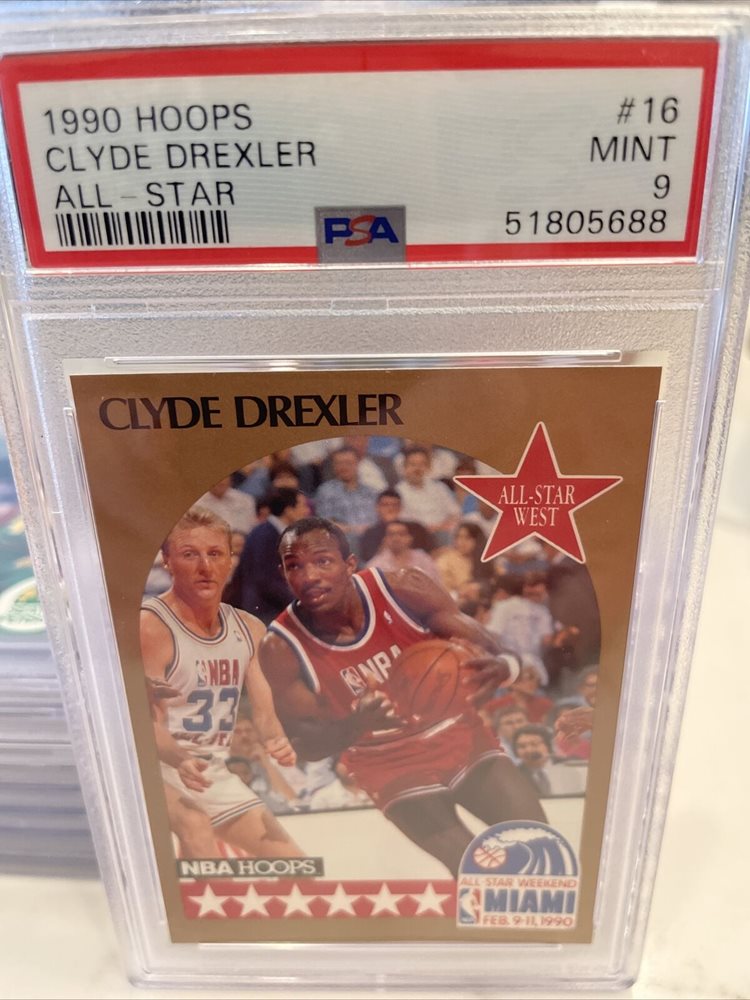 1990 HOOPS #16
CLYDE DREXLER MINT
ALL-STAR 9
PSA 51805688
CLYDE DREXLER
ALL-STAR
WEST
NBA
33
NBA
NBA HOOPS
ALL-STAR WEEKEND
MIAMI
FEB. 9-11, 1990